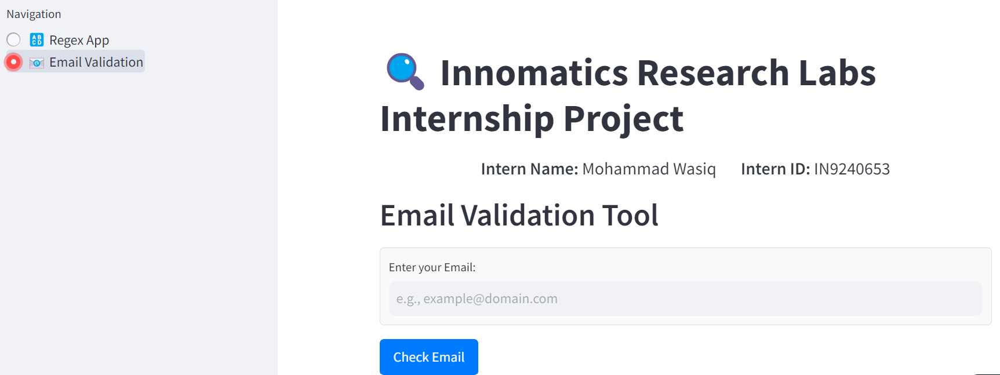 Navigation
Regex App
Email Validation
Innomatics Research Labs
Internship Project
Intern Name: Mohammad Wasiq Intern ID: IN9240653
Email Validation Tool
Enter your Email:
e.g., example@domain.com
Check Email